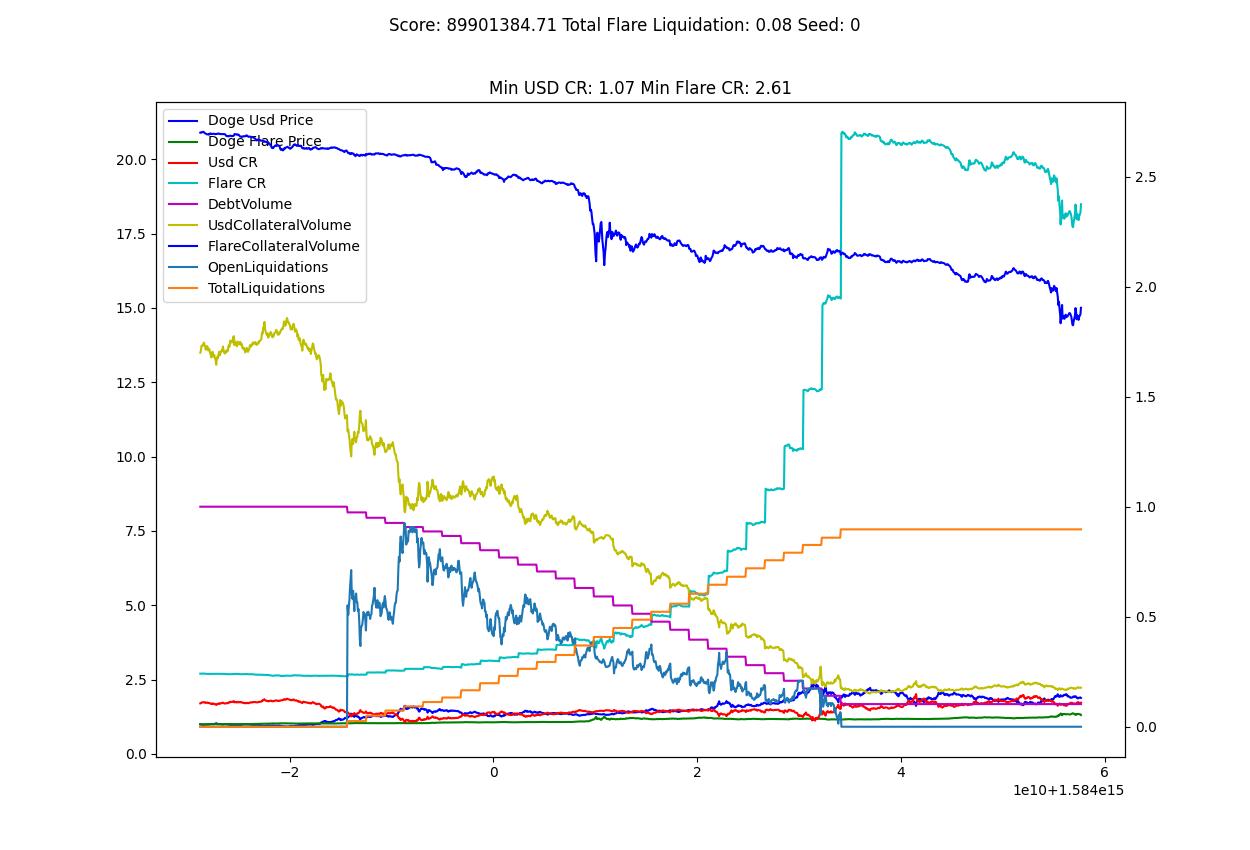 Score: 89901384.71 Total Flare Liquidation: 0.08 Seed: 0
Min USD CR: 1.07 Min Flare CR: 2.61
Doge Usd Price
Doge Flare Price
Usd CR
Flare CR
DebtVolume
UsdCollateralVolume
FlareCollateralVolume
OpenLiquidations
TotalLiquidations
20.0
17.5
15.0
12.5
10.0
7.5
5.0
2.5
0.0
2.5
2.0
1.5
1.0
0.5
0.0
−2 0 2 4 6
1e10+1.584e15